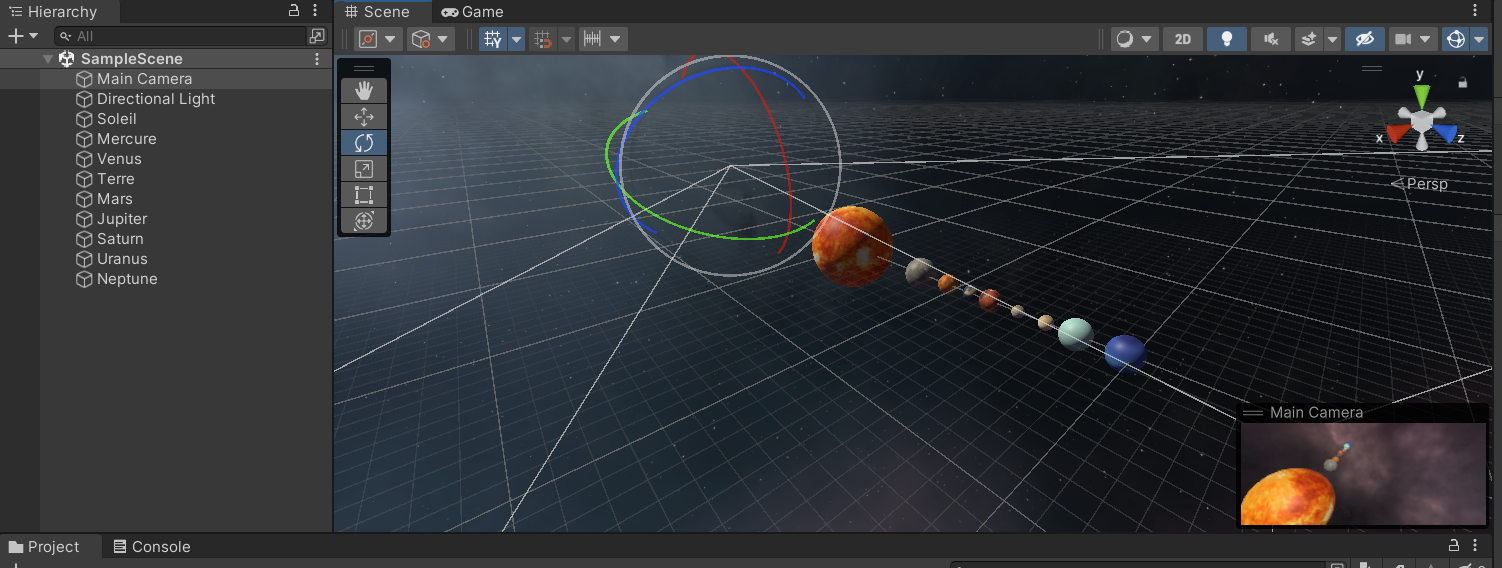 Hierarchy
Scene
Game
All
2D
SampleScene
Main Camera
Directional Light
Soleil
Mercure
Venus
Terre
Mars
Jupiter
Saturn
Uranus
Neptune
y
x
z
Persp
Main Camera
Project
Console